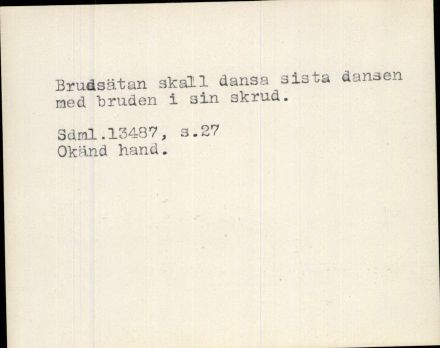 Brudsätan skall dansa sista dansen
med bruden i sin skrud.
Sdml.13487, s.27
Okänd hand.